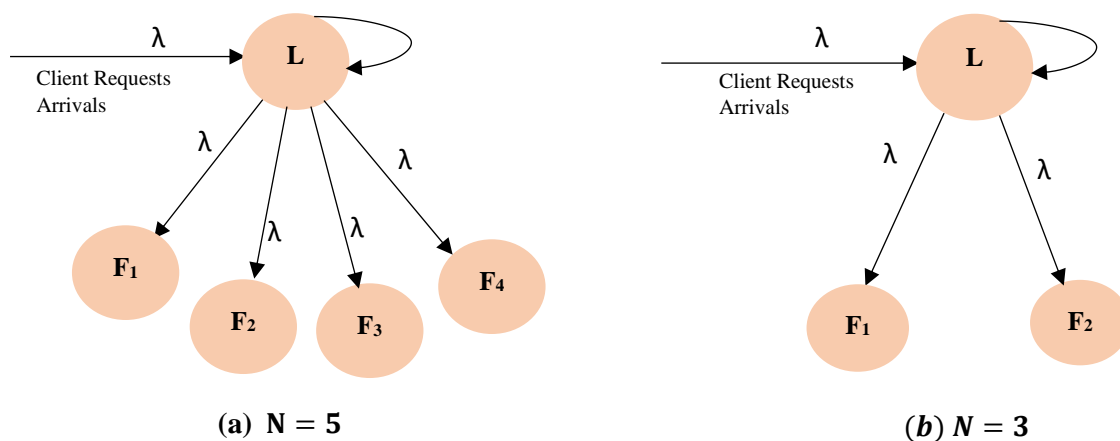 λ
L
Client Requests
Arrivals
λ
λ
λ
λ
F1
F2
F3
F4
(a) N = 5
λ
L
Client Requests
Arrivals
λ
λ
F1
F2
(b) N = 3